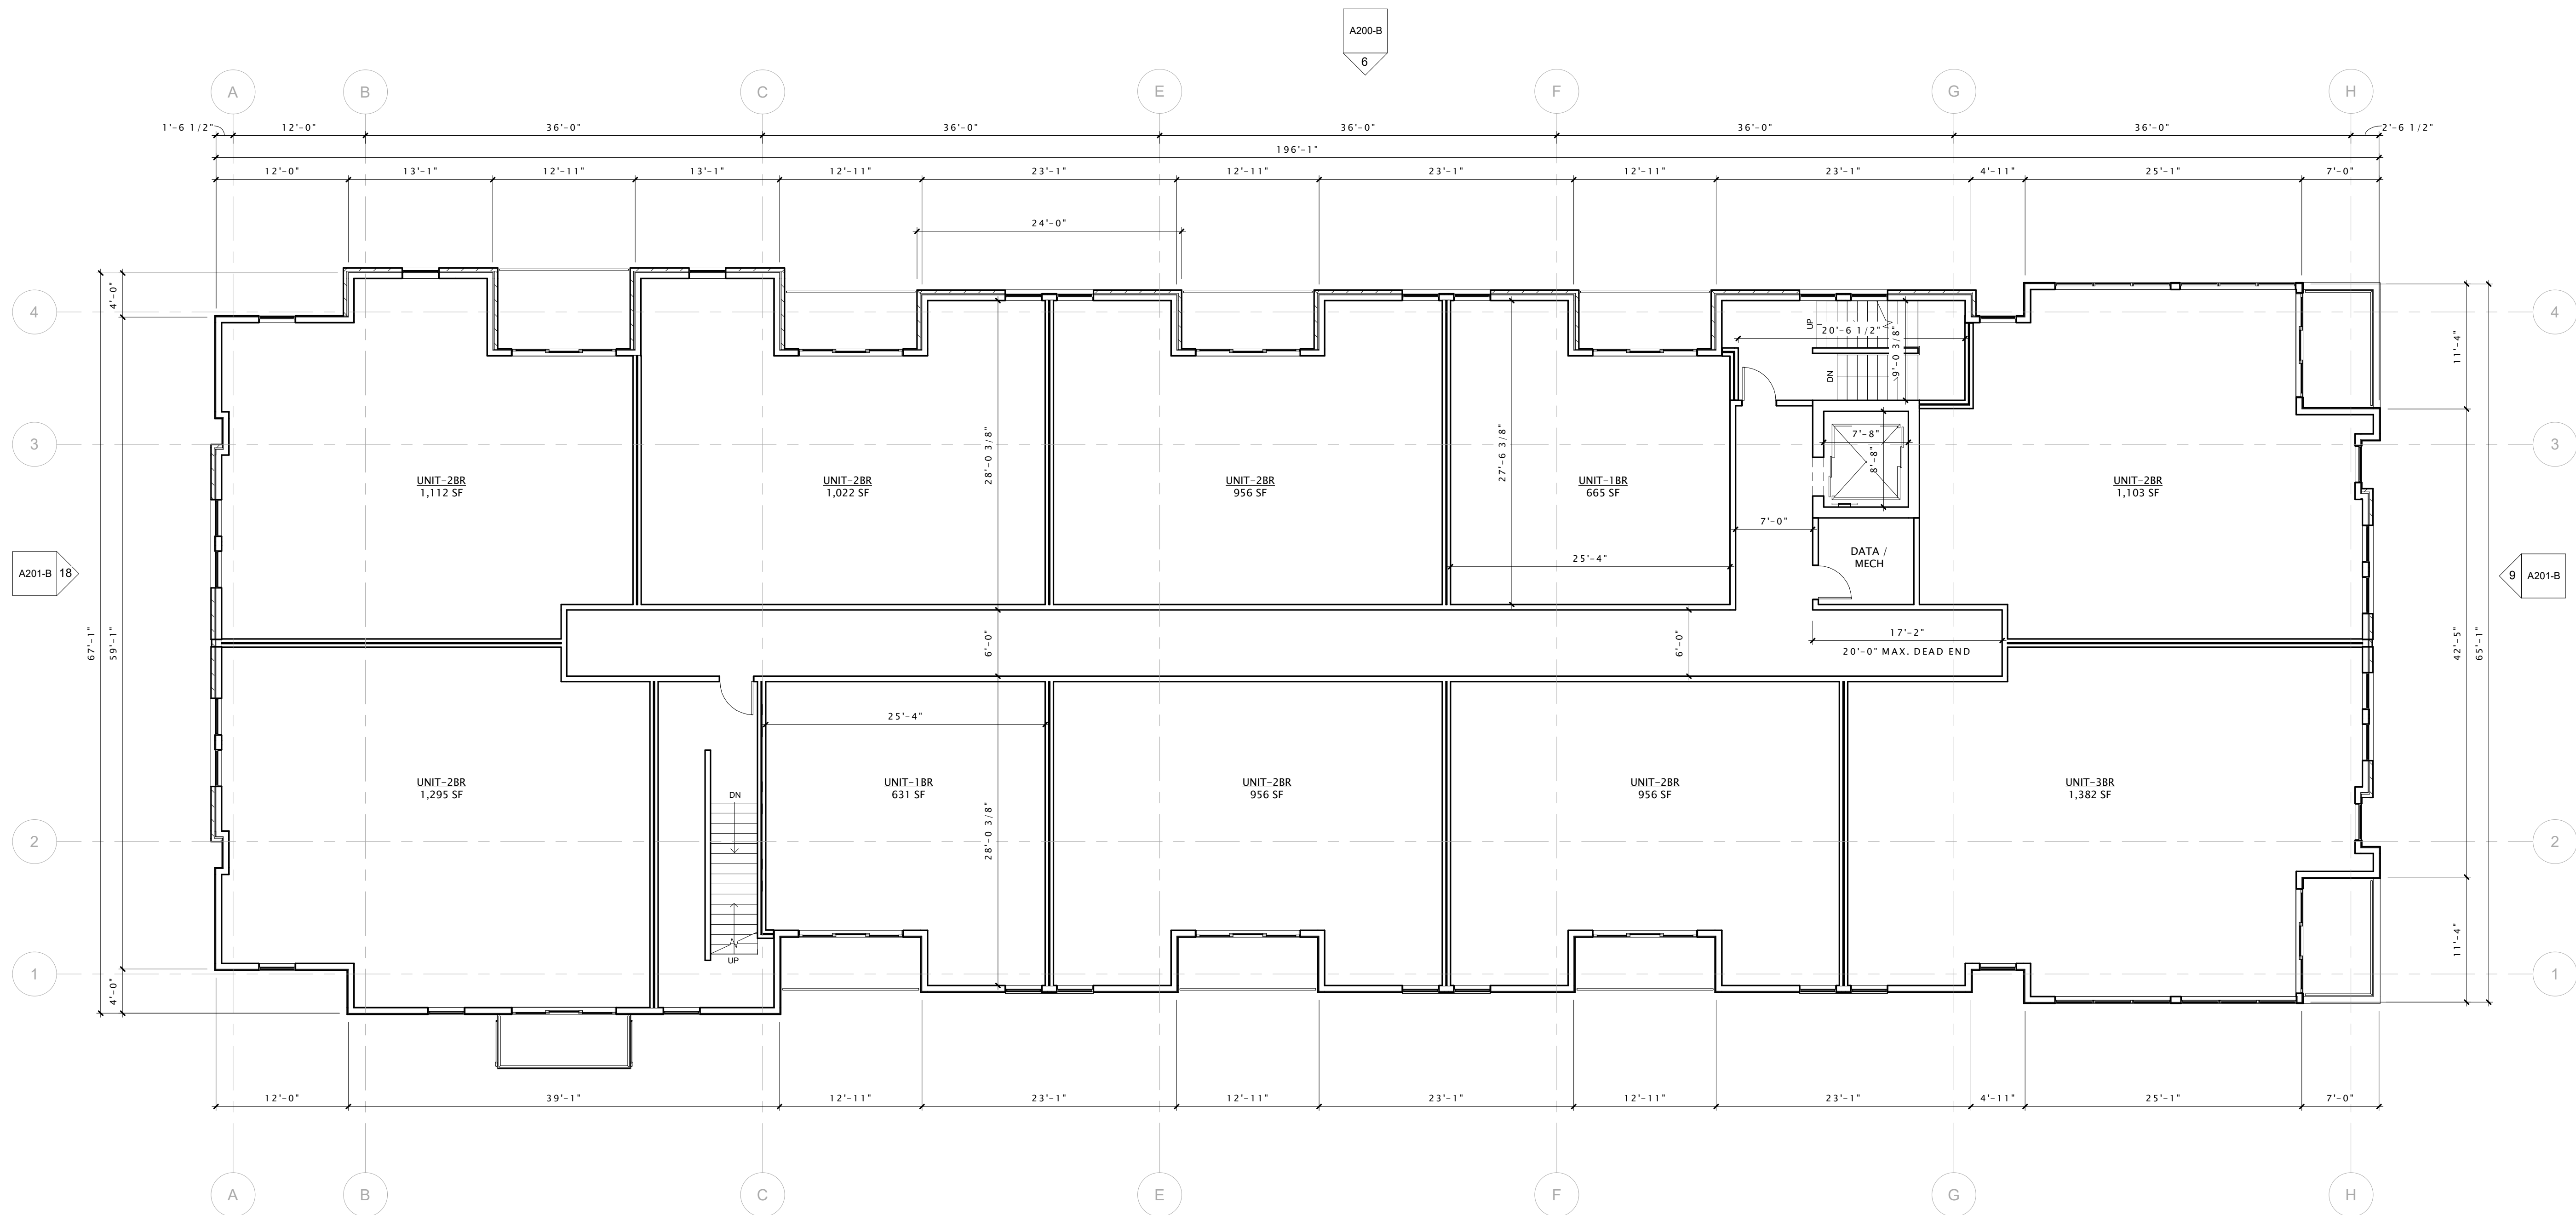 A200-B
6
A
B
C
E
F
G
H
1'-6 1/2"
12'-0"
36'-0"
36'-0"
36'-0"
36'-0"
36'-0"
2'-6 1/2"
196'-1"
12'-0"
13'-1"
12'-11"
13'-1"
12'-11"
23'-1"
12'-11"
23'-1"
12'-11"
23'-1"
4'-11"
25'-1"
7'-0"
24'-0"
4
4'-0"
UP
20'-6 1/2"
9'-0 3/8"
DN
11'-4"
4
3
28'-0 3/8"
27'-6 3/8"
7'-8"
8'-8"
3
UNIT-2BR
1,112 SF
UNIT-2BR
1,022 SF
UNIT-2BR
956 SF
UNIT-1BR
665 SF
UNIT-2BR
1,103 SF
7'-0"
25'-4"
DATA /
MECH
A201-B
18
9
A201-B
67'-1"
59'-1"
6'-0"
6'-0"
17'-2"
20'-0" MAX. DEAD END
42'-5"
65'-1"
25'-4"
UNIT-2BR
1,295 SF
DN
UNIT-1BR
631 SF
UNIT-2BR
956 SF
UNIT-2BR
956 SF
UNIT-3BR
1,382 SF
28'-0 3/8"
2
2
UP
1
4'-0"
11'-4"
1
12'-0"
39'-1"
12'-11"
23'-1"
12'-11"
23'-1"
12'-11"
23'-1"
4'-11"
25'-1"
7'-0"
A
B
C
E
F
G
H